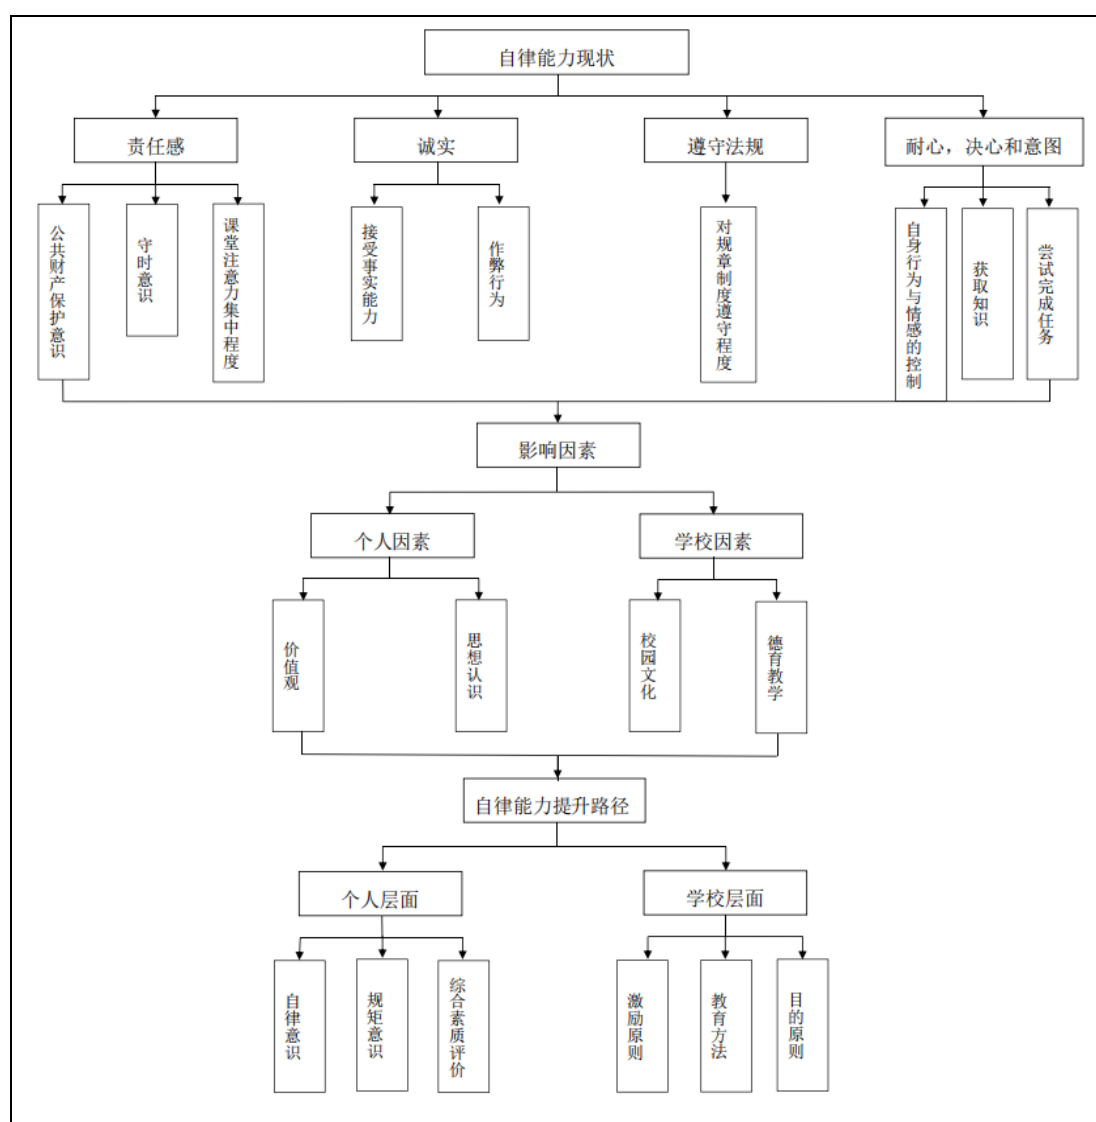 自律能力现状
责任感
诚实
遵守法规
耐心，决心和意图
公共财产保护意识
守时意识
课堂注意力集中程度
接受事实能力
作弊行为
对规章制度遵守程度
自身行为与情感的控制
获取知识
尝试完成任务
影响因素
个人因素
学校因素
价值观
思想认识
校园文化
德育教学
自律能力提升路径
个人层面
学校层面
自律意识
规矩意识
综合素质评价
激励原则
教育方法
目的原则